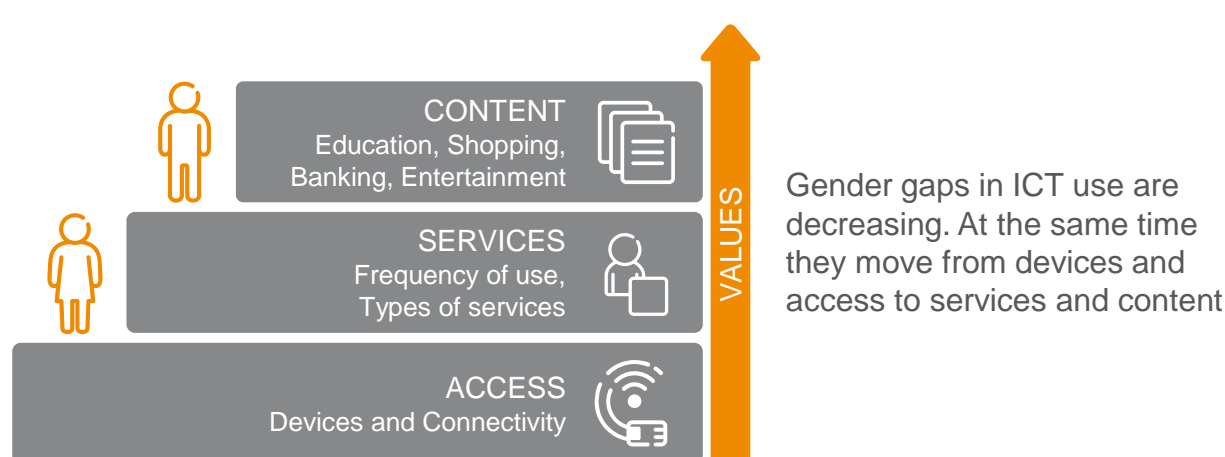 CONTENT
Education, Shopping,
Banking, Entertainment
SERVICES
Frequency of use,
Types of services
ACCESS
Devices and Connectivity
VALUES
Gender gaps in ICT use are
decreasing. At the same time
they move from devices and
access to services and content